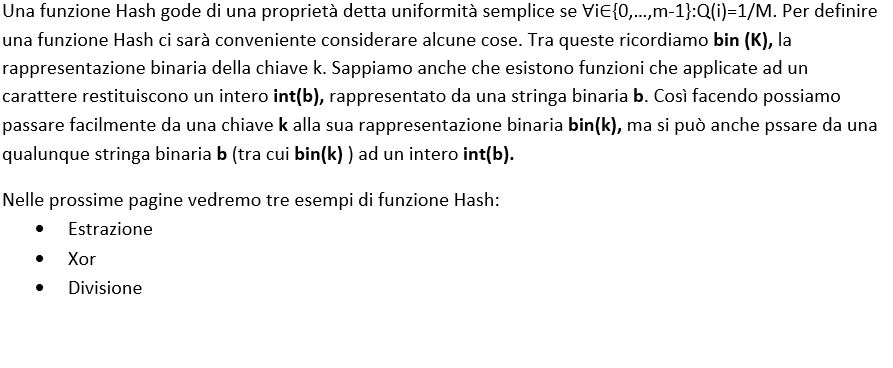 Una funzione Hash gode di una proprietà detta uniformità semplice se ∀i∈{0,...,m-1}:Q(i)=1/M. Per definire
una funzione Hash ci sarà conveniente considerare alcune cose. Tra queste ricordiamo bin (K), la
rappresentazione binaria della chiave k. Sappiamo anche che esistono funzioni che applicate ad un
carattere restituiscono un intero int(b), rappresentato da una stringa binaria b. Così facendo possiamo
passare facilmente da una chiave k alla sua rappresentazione binaria bin(k), ma si può anche pssare da una
qualunque stringa binaria b (tra cui bin(k) ) ad un intero int(b).
Nelle prossime pagine vedremo tre esempi di funzione Hash:
• Estrazione
• Xor
• Divisione